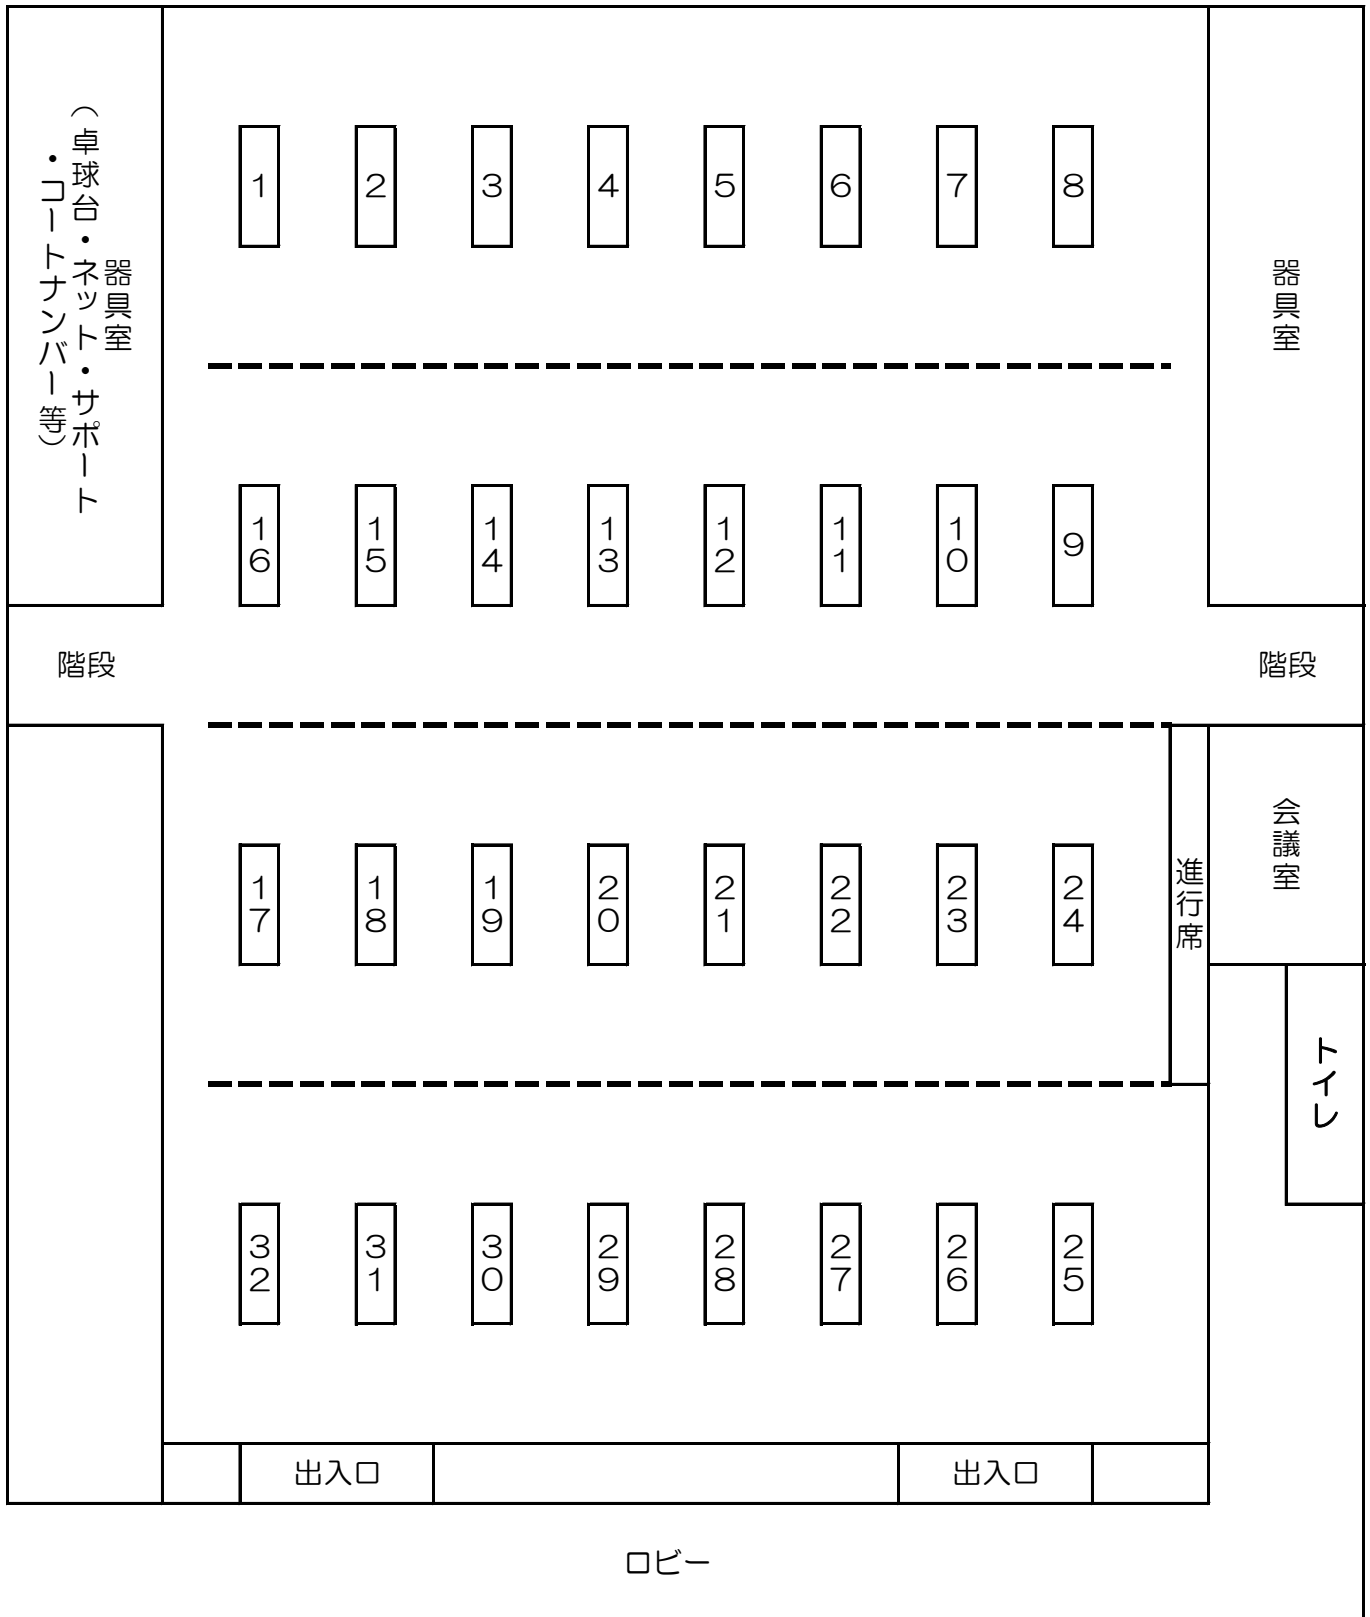 器具室
（卓球台・ネット・サポート
・コートナンバー等）
１
２
３
４
５
６
７
８
器具室
１６
１５
１４
１３
１２
１１
１０
９
階段
階段
１７
１８
１９
２０
２１
２２
２３
２４
進行席
会議室
トイレ
３２
３１
３０
２９
２８
２７
２６
２５
出入口
出入口
ロビー